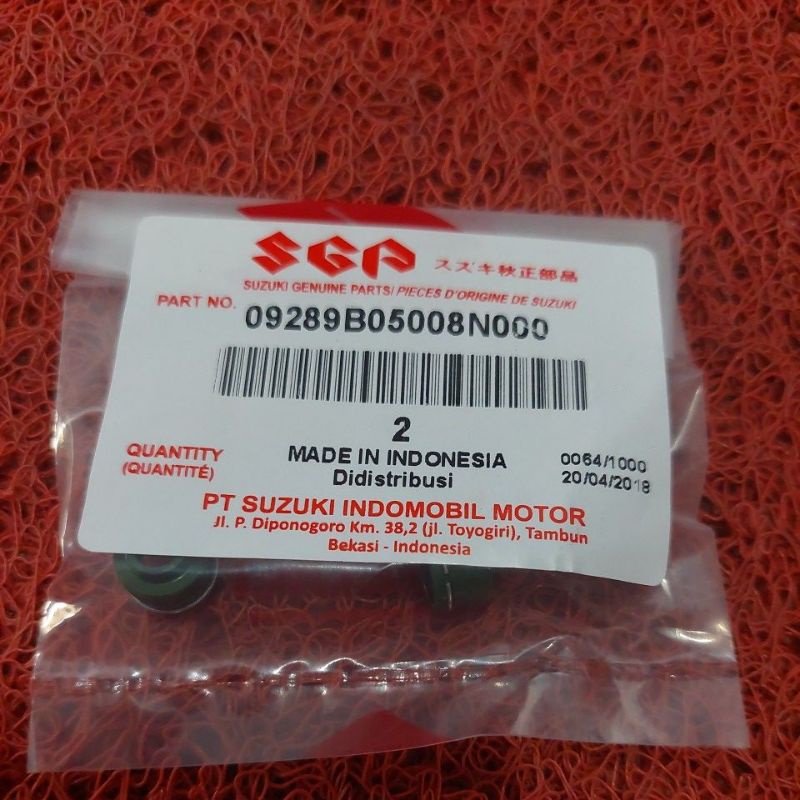 SGP スズキ秋正部品
SUZUKI GENUINE PARTS/PIECES D'ORIGINE DE SUZUKI
PART NO. 09289B05008N000
2
QUANTITY MADE IN INDONESIA 0064/1000
(QUANTITÉ) Didistribusi 20/04/2018
PT SUZUKI INDOMOBIL MOTOR
Jl. P. Diponogoro Km. 38,2 (jl. Toyogiri), Tambun
Bekasi - Indonesia